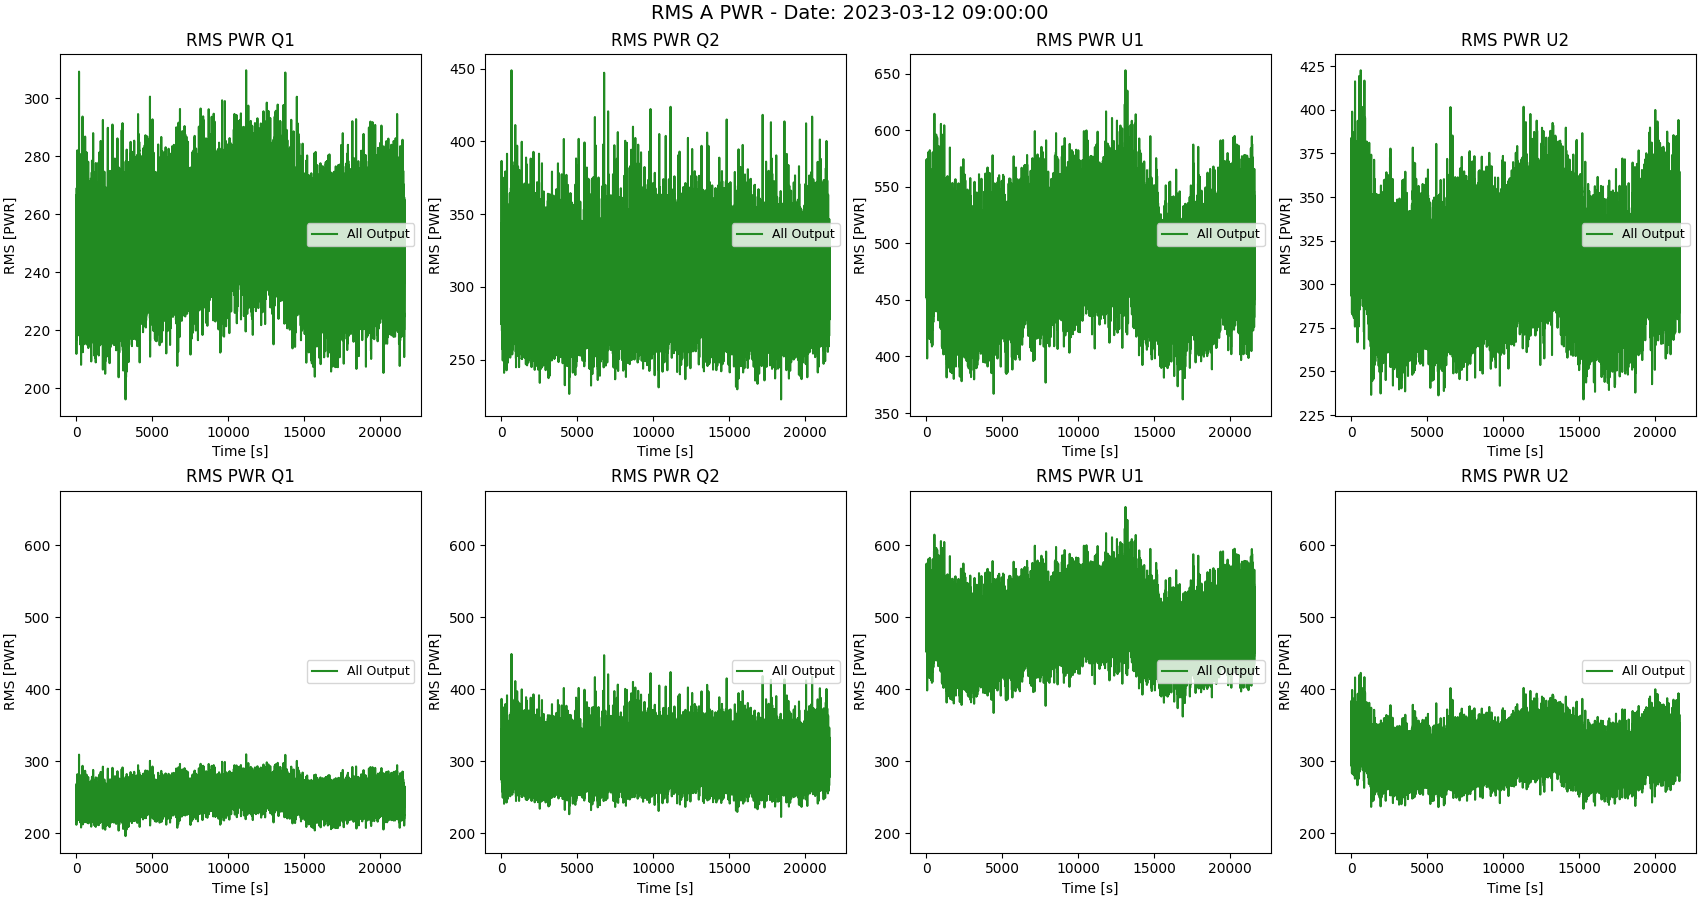 RMS A PWR - Date: 2023-03-12 09:00:00
RMS PWR Q1
RMS PWR Q2
RMS PWR U1
RMS PWR U2
RMS [PWR]
300
280
260
240
220
200
All Output
0 5000 10000 15000 20000
Time [s]
RMS [PWR]
450
400
350
300
250
All Output
0 5000 10000 15000 20000
Time [s]
RMS [PWR]
650
600
550
500
450
400
350
All Output
0 5000 10000 15000 20000
Time [s]
RMS [PWR]
425
400
375
350
325
300
275
250
225
All Output
0 5000 10000 15000 20000
Time [s]
RMS PWR Q1
RMS PWR Q2
RMS PWR U1
RMS PWR U2
RMS [PWR]
600
500
400
300
200
All Output
0 5000 10000 15000 20000
Time [s]
RMS [PWR]
600
500
400
300
200
All Output
0 5000 10000 15000 20000
Time [s]
RMS [PWR]
600
500
400
300
200
All Output
0 5000 10000 15000 20000
Time [s]
RMS [PWR]
600
500
400
300
200
All Output
0 5000 10000 15000 20000
Time [s]